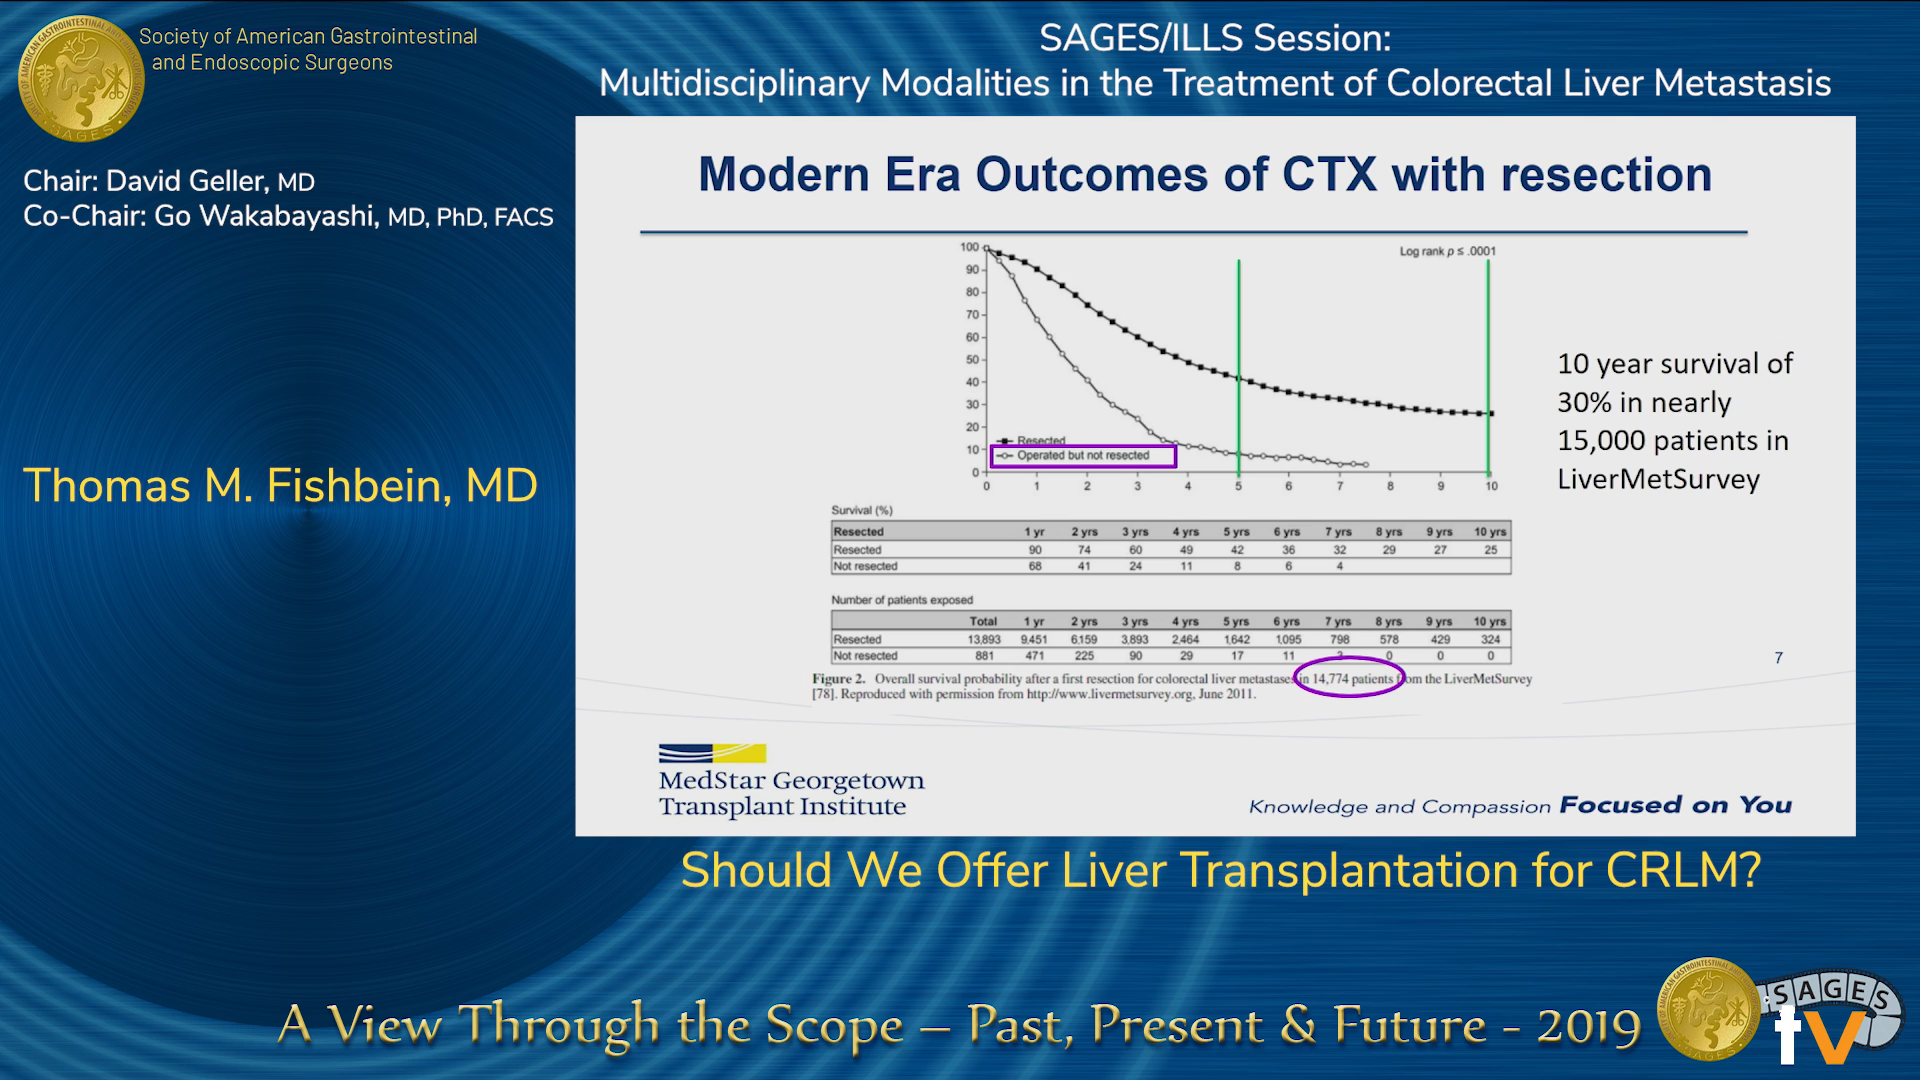 Society of American Gastrointestinal
and Endoscopic Surgeons
SAGES/ILLS Session:
Multidisciplinary Modalities in the Treatment of Colorectal Liver Metastasis
Chair: David Geller, MD
Co-Chair: Go Wakabayashi, MD, PhD, FACS
Thomas M. Fishbein, MD
Modern Era Outcomes of CTX with resection
Log rank p ≤ .0001
100
90
80
70
60
50
40
30
20
10
0
Resected
Operated but not resected
0 1 2 3 4 5 6 7 8 9 10
10 year survival of
30% in nearly
15,000 patients in
LiverMetSurvey
Survival (%)
Resected 1 yr 2 yrs 3 yrs 4 yrs 5 yrs 6 yrs 7 yrs 8 yrs 9 yrs 10 yrs
Resected 90 74 60 49 42 36 32 29 27 25
Not resected 68 41 24 11 8 6 4
Number of patients exposed
Total 1 yr 2 yrs 3 yrs 4 yrs 5 yrs 6 yrs 7 yrs 8 yrs 9 yrs 10 yrs
Resected 13,893 9,451 6,159 3,893 2,464 1,642 1,095 798 578 429 324
Not resected 881 471 225 90 29 17 11 0 0 0
Figure 2. Overall survival probability after a first resection for colorectal liver metastases in 14,774 patients from the LiverMetSurvey
[78]. Reproduced with permission from http://www.livermetsurvey.org, June 2011.
7
MedStar Georgetown
Transplant Institute
Knowledge and Compassion Focused on You
Should We Offer Liver Transplantation for CRLM?
A View Through the Scope – Past, Present & Future - 2019
SAGES
tv